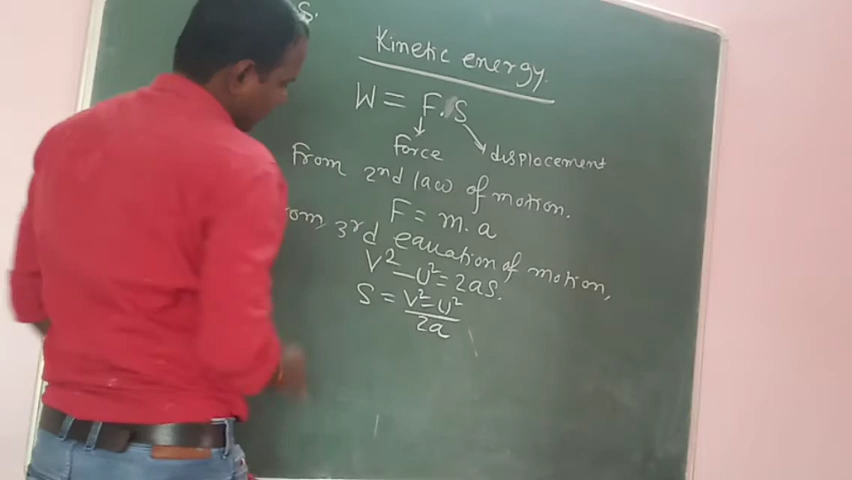 S.
Kinetic energy.
W = F.S
Force
displacement
From 2nd law of motion.
F = m.a
3rd equation of motion,
V² - u² = 2as.
S = V² - u² / 2a